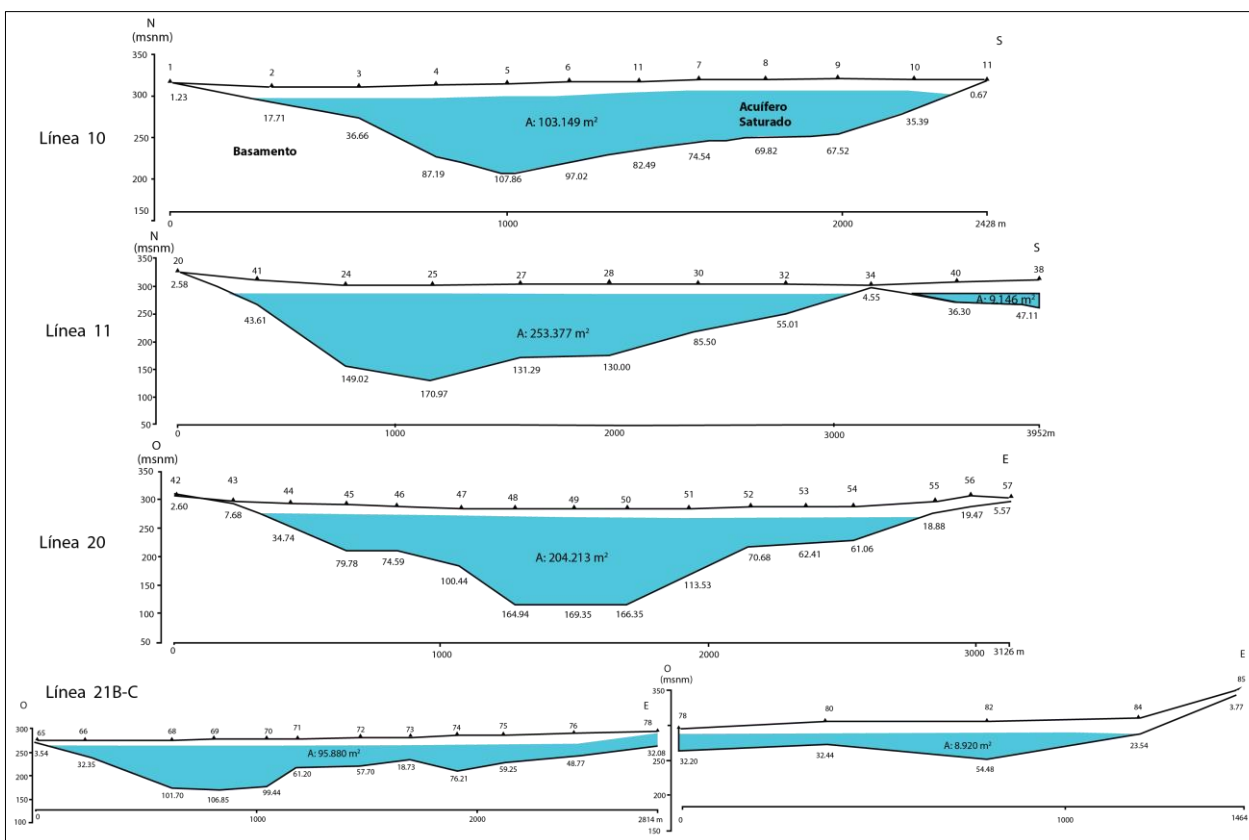 N
(msnm)
S
350
300
250
200
150
1 2 3 4 5 6 11 7 8 9 10 11
1.23
17.71
36.66
87.19
107.86
97.02
82.49
74.54
69.82
67.52
35.39
0.67
Línea 10
Basamento
A: 103.149 m²
Acuífero
Saturado
0 1000 2000 2428 m
N
(msnm)
S
350
300
250
200
150
100
50
20 41 24 25 27 28 30 32 34 40 38
2.58
43.61
149.02
170.97
131.29
130.00
85.50
55.01
4.55
36.30
47.11
Línea 11
A: 253.377 m²
A: 9.146 m²
0 1000 2000 3000 3952m
O
(msnm)
E
350
300
250
200
150
100
50
42 43 44 45 46 47 48 49 50 51 52 53 54 55 56 57
2.60
7.68
34.74
79.78
74.59
100.44
164.94
169.35
166.35
113.53
70.68
62.41
61.06
18.88
19.47
5.57
Línea 20
A: 204.213 m²
0 1000 2000 3000 3126 m
Línea 21B-C
O
E
300
250
200
150
100
65 66 68 69 70 71 72 73 74 75 76 78
3.54
32.35
101.70
106.85
99.44
61.20
57.70
18.73
76.21
59.25
48.77
32.08
A: 95.880 m²
0 1000 2000 2814 m
O
(msnm)
E
350
250
200
150
78 80 82 84 85
32.20
32.44
54.48
23.54
3.77
A: 8.920 m²
0 1000 1464